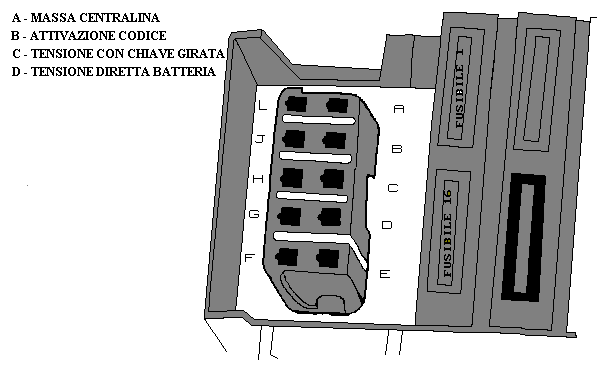 A - MASSA CENTRALINA
B - ATTIVAZIONE CODICE
C - TENSIONE CON CHIAVE GIRATA
D - TENSIONE DIRETTA BATTERIA
L
A
J
B
H
C
G
D
F
E
FUSIBILE 1
FUSIBILE 16